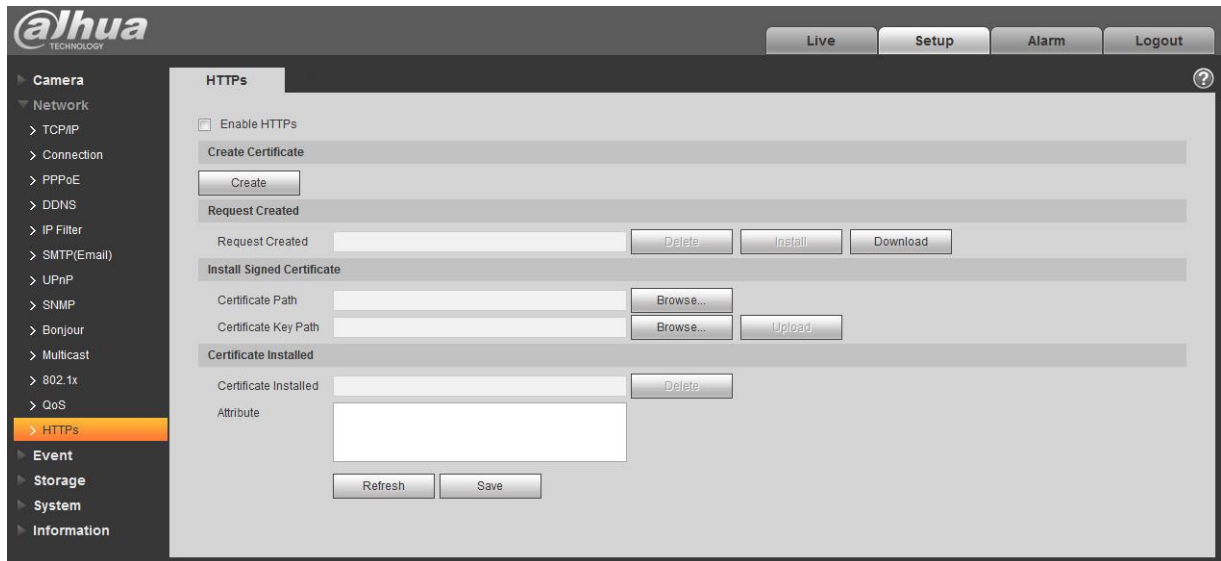 alhua
TECHNOLOGY
Live
Setup
Alarm
Logout
Camera
Network
TCP/IP
Connection
PPPoE
DDNS
IP Filter
SMTP(Email)
UPnP
SNMP
Bonjour
Multicast
802.1x
QoS
HTTPs
Event
Storage
System
Information
HTTPs
?
Enable HTTPs
Create Certificate
Create
Request Created
Request Created Delete Install Download
Install Signed Certificate
Certificate Path Browse...
Certificate Key Path Browse... Upload
Certificate Installed
Certificate Installed Delete
Attribute
Refresh Save